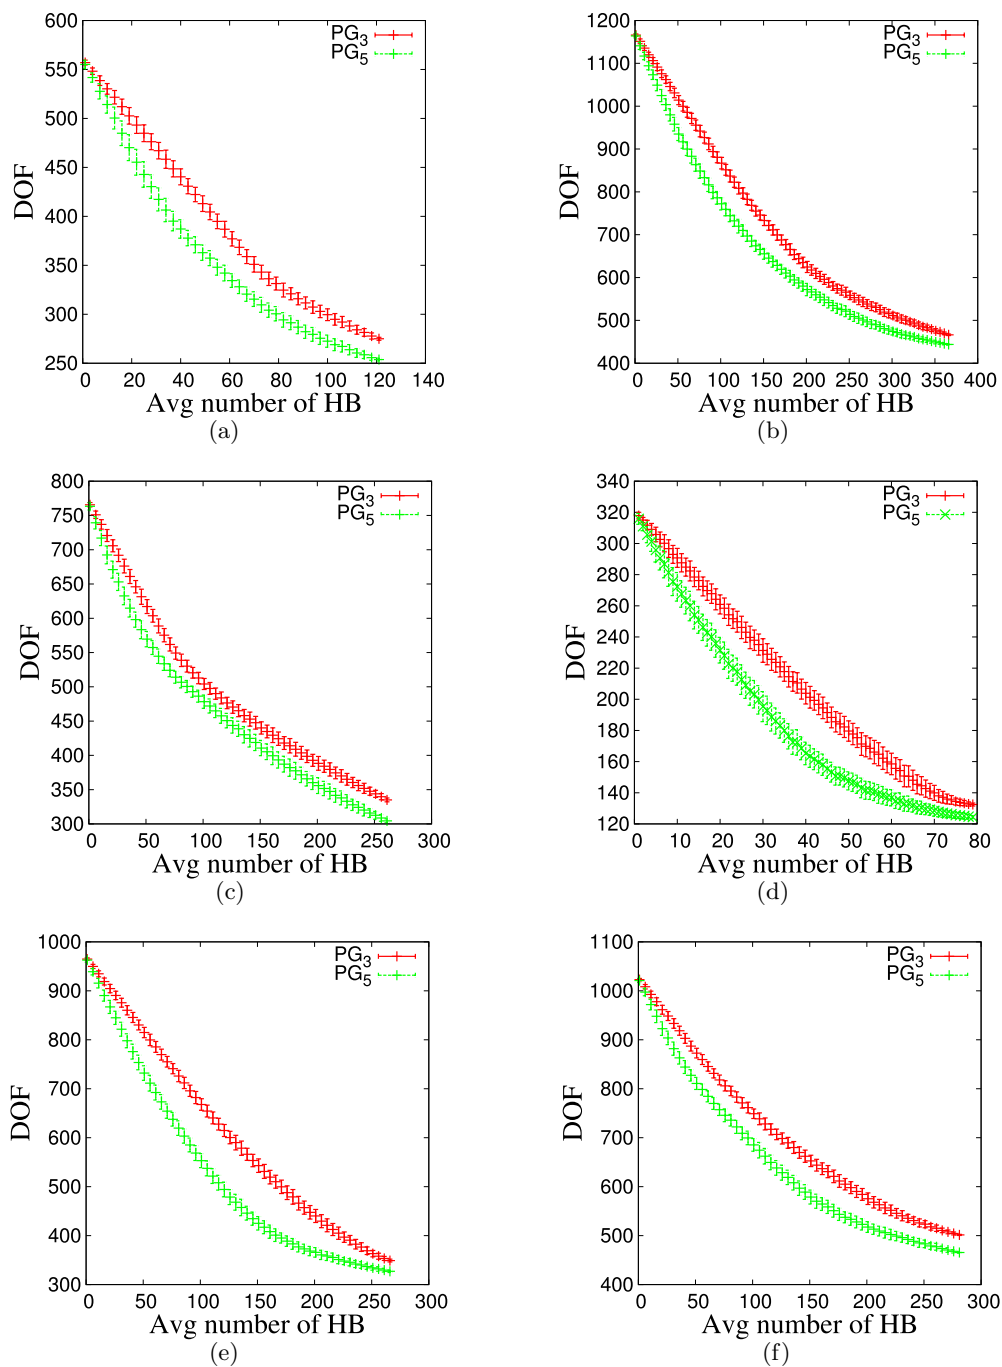 600
550
500
450
400
350
300
250
DOF
PG3
PG5
0 20 40 60 80 100 120 140
Avg number of HB
(a)
1200
1100
1000
900
800
700
600
500
400
DOF
PG3
PG5
0 50 100 150 200 250 300 350 400
Avg number of HB
(b)
800
750
700
650
600
550
500
450
400
350
300
DOF
PG3
PG5
0 50 100 150 200 250 300
Avg number of HB
(c)
340
320
300
280
260
240
220
200
180
160
140
120
DOF
PG3
PG5
0 10 20 30 40 50 60 70 80
Avg number of HB
(d)
1000
900
800
700
600
500
400
300
DOF
PG3
PG5
0 50 100 150 200 250 300
Avg number of HB
(e)
1100
1000
900
800
700
600
500
400
DOF
PG3
PG5
0 50 100 150 200 250 300
Avg number of HB
(f)